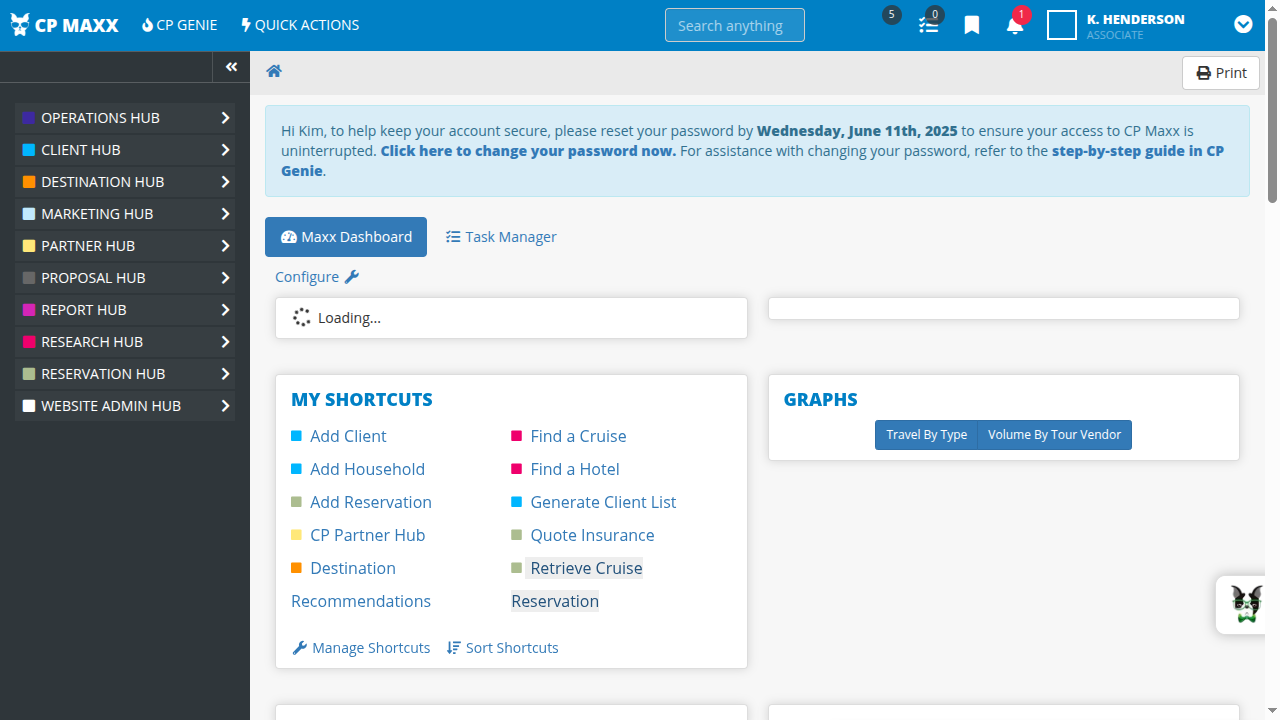 CP MAXX CP GENIE QUICK ACTIONS Search anything 5 0 1 K. HENDERSON
ASSOCIATE
Print
OPERATIONS HUB
CLIENT HUB
DESTINATION HUB
MARKETING HUB
PARTNER HUB
PROPOSAL HUB
REPORT HUB
RESEARCH HUB
RESERVATION HUB
WEBSITE ADMIN HUB
Hi Kim, to help keep your account secure, please reset your password by Wednesday, June 11th, 2025 to ensure your access to CP Maxx is
uninterrupted. Click here to change your password now. For assistance with changing your password, refer to the step-by-step guide in CP
Genie.
Maxx Dashboard Task Manager
Configure
Loading...
MY SHORTCUTS
Add Client
Add Household
Add Reservation
CP Partner Hub
Destination
Recommendations
Find a Cruise
Find a Hotel
Generate Client List
Quote Insurance
Retrieve Cruise
Reservation
Manage Shortcuts Sort Shortcuts
GRAPHS
Travel By Type Volume By Tour Vendor